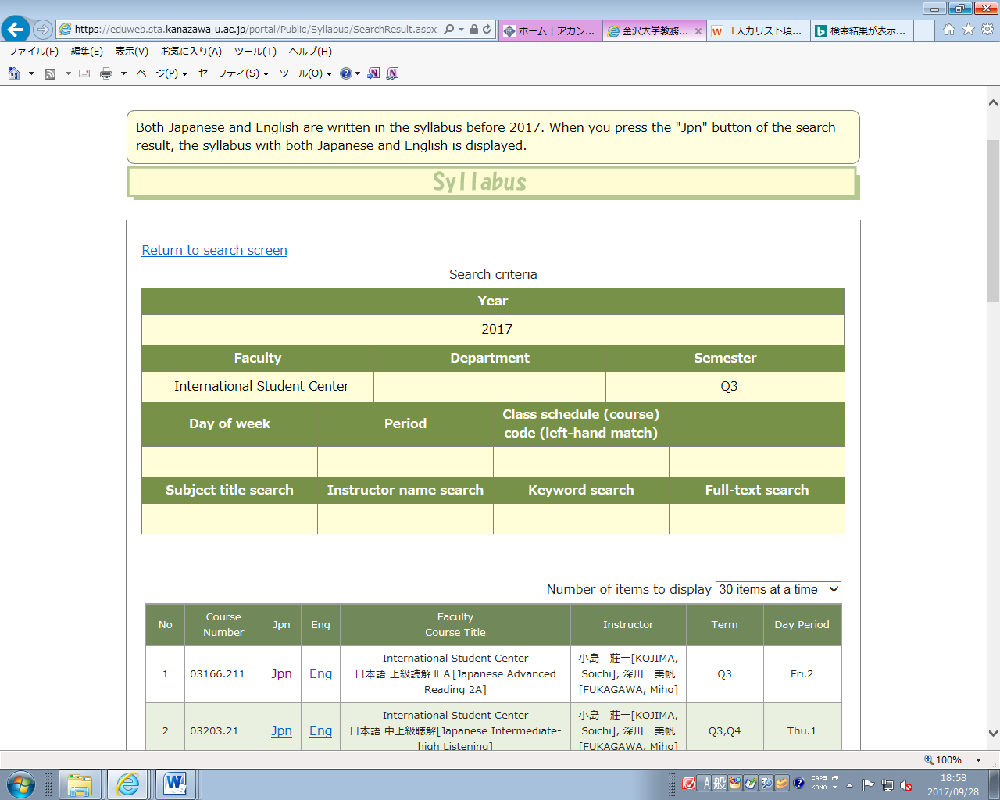 https://eduweb.sta.kanazawa-u.ac.jp/portal/Public/Syllabus/SearchResult.aspx
ホーム | アカン...
金沢大学教務...
「入力リスト項...
検索結果が表示...
ファイル(F) 編集(E) 表示(V) お気に入り(A) ツール(T) ヘルプ(H)
ページ(P) セーフティ(S) ツール(O)
Both Japanese and English are written in the syllabus before 2017. When you press the "Jpn" button of the search
result, the syllabus with both Japanese and English is displayed.
Syllabus
Return to search screen
Search criteria
Year
2017
Faculty Department Semester
International Student Center Q3
Day of week Period Class schedule (course)
code (left-hand match)
Subject title search Instructor name search Keyword search Full-text search
Number of items to display 30 items at a time
No Course
Number Jpn Eng Faculty
Course Title Instructor Term Day Period
1 03166.211 Jpn Eng International Student Center
日本語 上級読解ⅡA[Japanese Advanced
Reading 2A]
小島 莊一[KOJIMA,
Soichi], 深川 美帆
[FUKAGAWA, Miho]
Q3 Fri.2
2 03203.21 Jpn Eng International Student Center
日本語 中上級聴解[Japanese Intermediate-
high Listening]
小島 莊一[KOJIMA,
Soichi], 深川 美帆
[FUKAGAWA, Miho]
Q3,Q4 Thu.1
100%
A 般
CAPS
KANA
18:58
2017/09/28